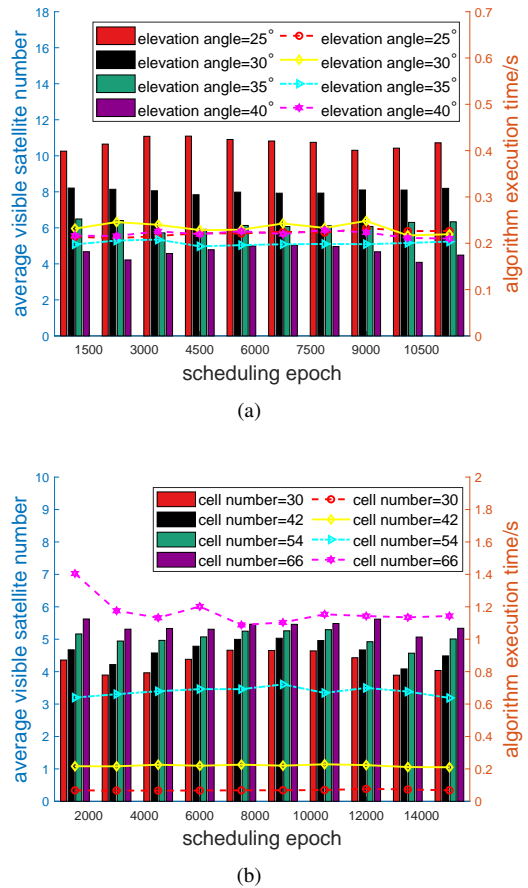 average visible satellite number
18
16
14
12
10
8
6
4
2
0
elevation angle=25°
elevation angle=30°
elevation angle=35°
elevation angle=40°
elevation angle=25°
elevation angle=30°
elevation angle=35°
elevation angle=40°
0.7
0.6
0.5
0.4
0.3
0.2
0.1
0
algorithm execution time/s
1500 3000 4500 6000 7500 9000 10500
scheduling epoch
(a)
average visible satellite number
10
9
8
7
6
5
4
3
2
1
0
cell number=30
cell number=42
cell number=54
cell number=66
cell number=30
cell number=42
cell number=54
cell number=66
2
1.8
1.6
1.4
1.2
1
0.8
0.6
0.4
0.2
0
algorithm execution time/s
2000 4000 6000 8000 10000 12000 14000
scheduling epoch
(b)